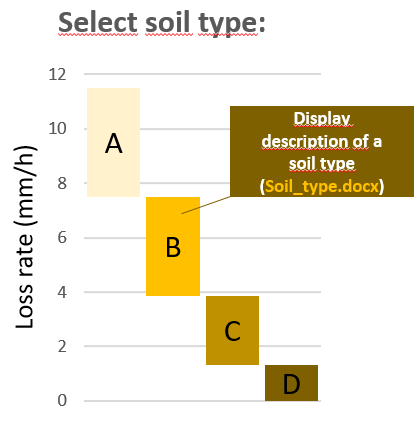 Select soil type:
12
10
8
6
4
2
0
Loss rate (mm/h)
A
B
C
D
Display
description of a
soil type
(Soil_type.docx)